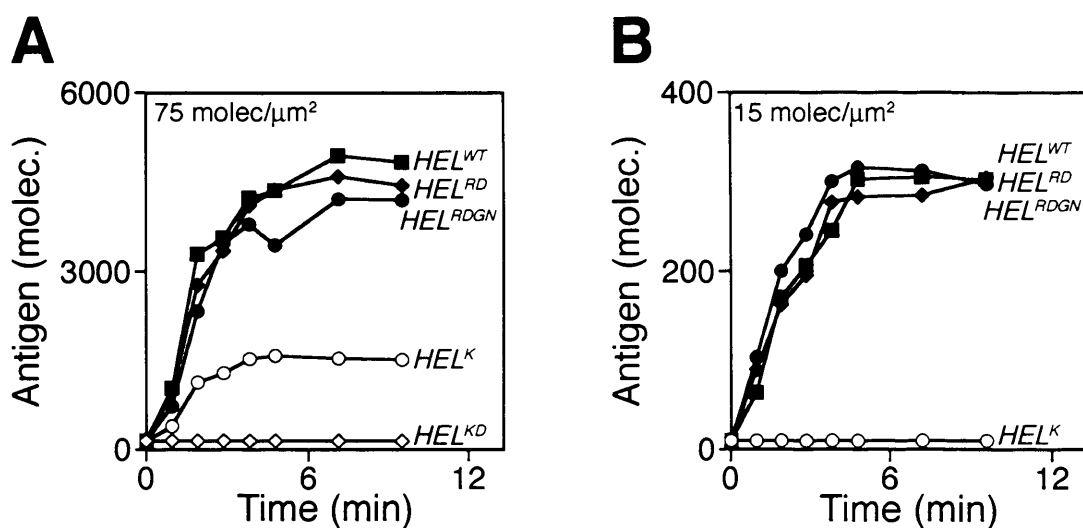 A
6000
75 molec/μm²
HEL^WT
HEL^RD
HEL^RDGN
3000
HEL^K
HEL^KD
0
0 6 12
Time (min)
Antigen (molec.)
B
400
15 molec/μm²
HEL^WT
HEL^RD
HEL^RDGN
200
HEL^K
0
0 6 12
Time (min)
Antigen (molec.)